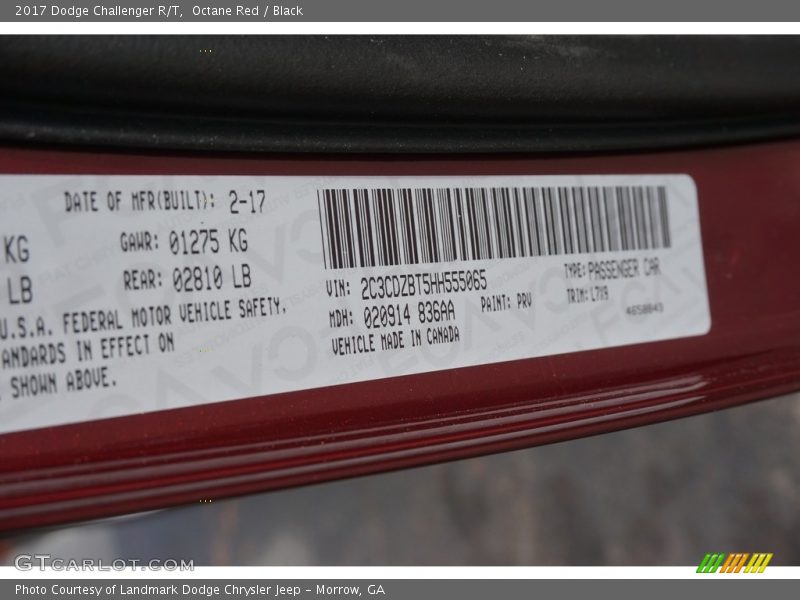 2017 Dodge Challenger R/T,  Octane Red / Black
DATE OF MFR(BUILT): 2-17
KG GAWR: 01275 KG
LB REAR: 02810 LB
U.S.A. FEDERAL MOTOR VEHICLE SAFETY,
ANDARDS IN EFFECT ON
SHOWN ABOVE.
VIN: 2C3CDZBT5HH555065 TYPE: PASSENGER CAR
MDH: 020914 836AA PAINT: PRV TRIM: L7X9
VEHICLE MADE IN CANADA 4658043
GTCARLOT.COM
Photo Courtesy of Landmark Dodge Chrysler Jeep – Morrow, GA